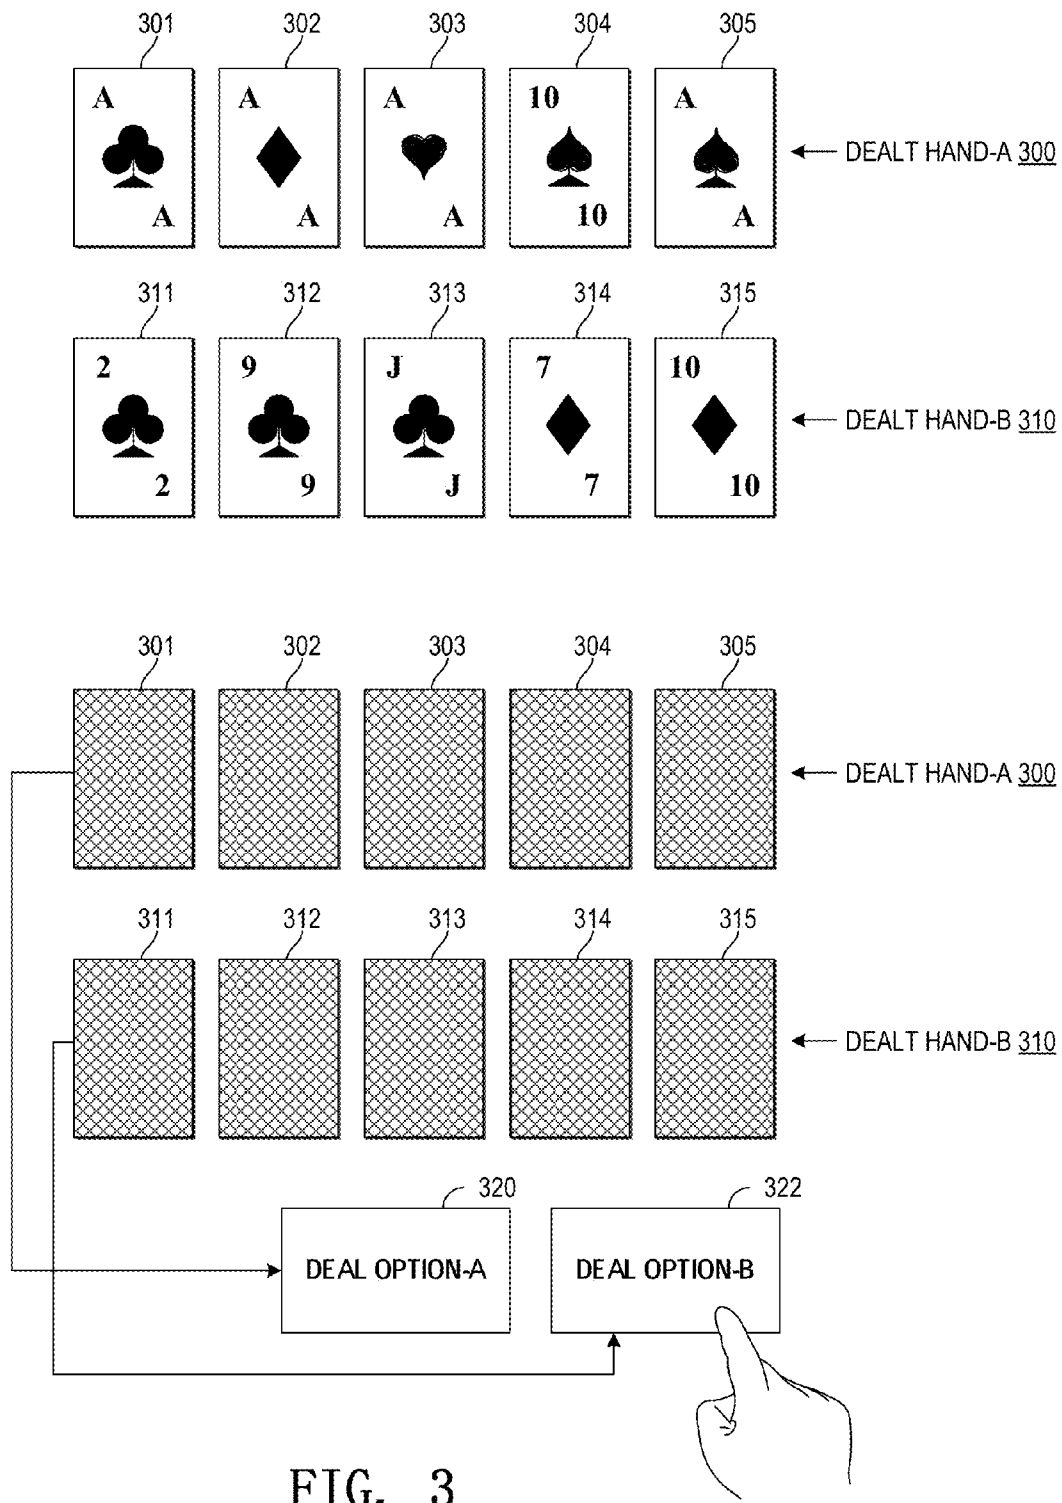 301 302 303 304 305
A A A 10 A
A A A 10 A
DEALT HAND-A 300
311 312 313 314 315
2 9 J 7 10
2 9 J 7 10
DEALT HAND-B 310
301 302 303 304 305
DEALT HAND-A 300
311 312 313 314 315
DEALT HAND-B 310
320 322
DEAL OPTION-A DEAL OPTION-B
FIG. 3